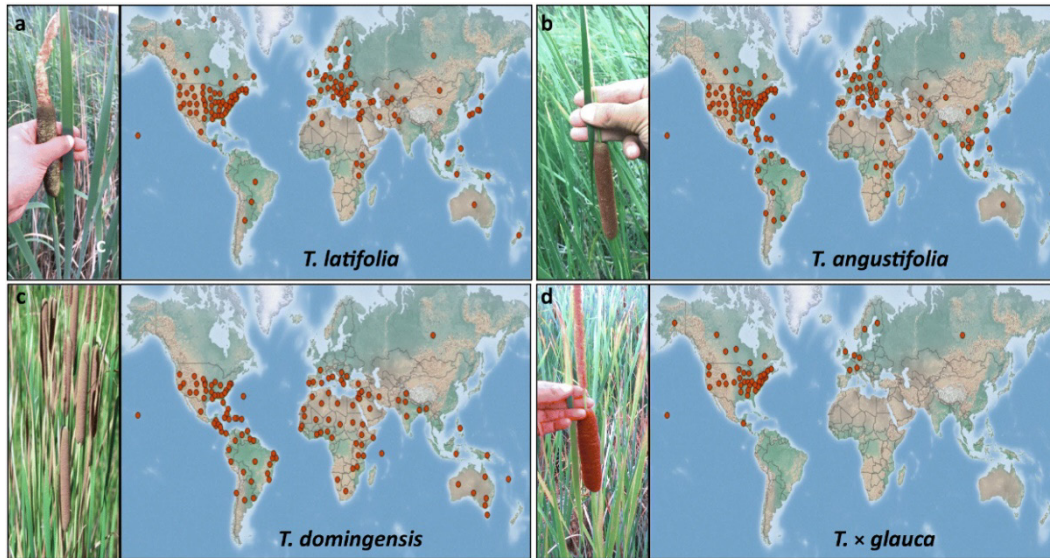 a
c
T. latifolia
b
T. angustifolia
c
T. domingensis
d
T. × glauca